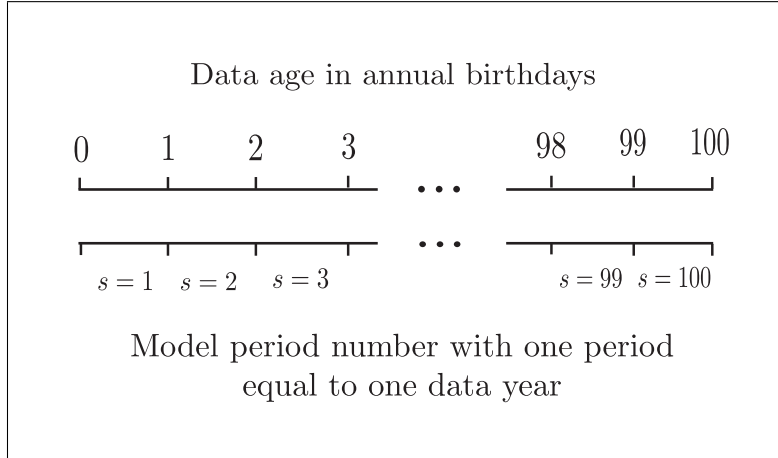 Data age in annual birthdays
0 1 2 3 98 99 100
...
...
s = 1 s = 2 s = 3 s = 99 s = 100
Model period number with one period
equal to one data year